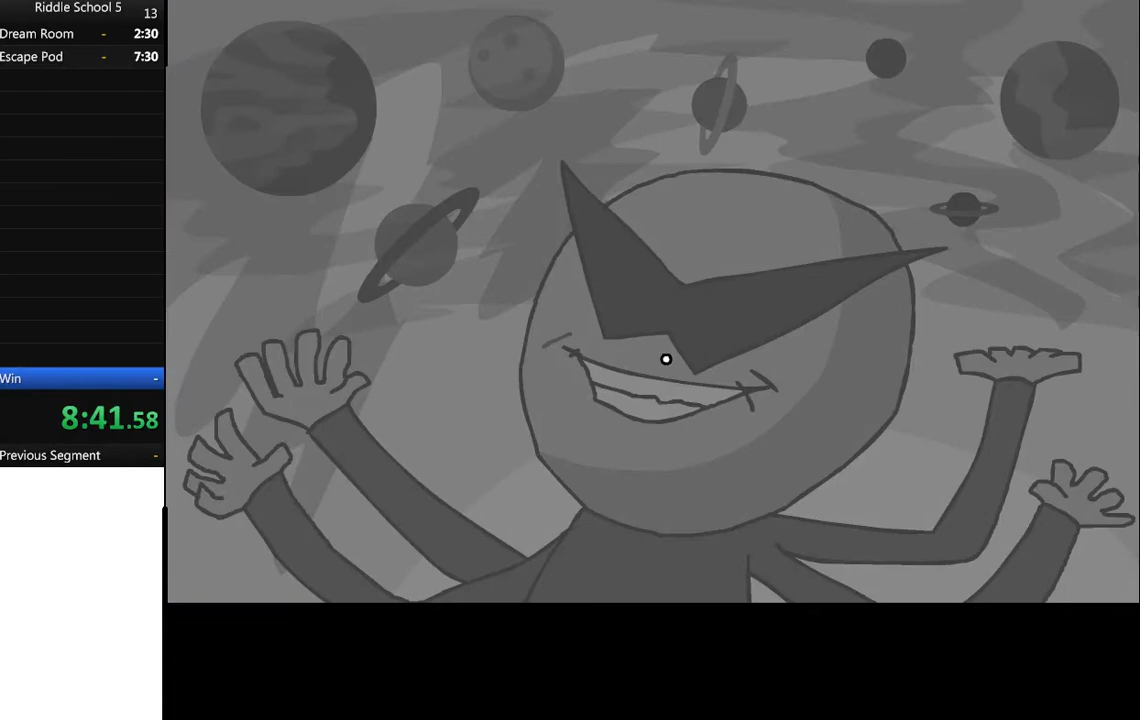 Riddle School 5
13
Dream Room - 2:30
Escape Pod - 7:30
Win -
8:41.58
Previous Segment -